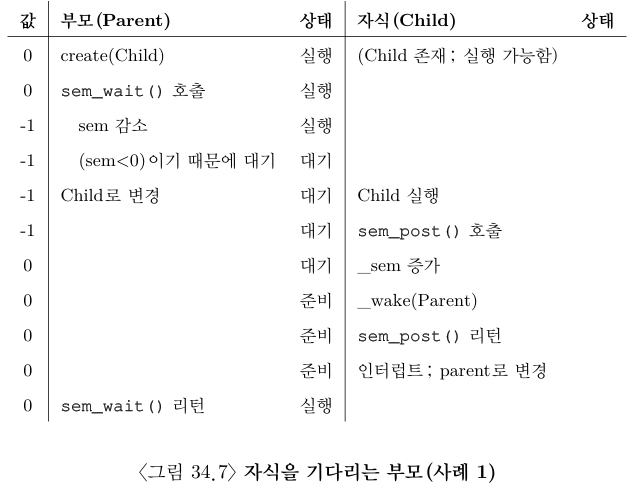 값 부모(Parent) 상태 자식(Child) 상태
0 create(Child) 실행 (Child 존재; 실행 가능함)
0 sem_wait() 호출 실행
-1 sem 감소 실행
-1 (sem<0)이기 때문에 대기 대기
-1 Child로 변경 대기 Child 실행
-1 대기 sem_post() 호출
0 대기 _sem 증가
0 준비 _wake(Parent)
0 준비 sem_post() 리턴
0 준비 인터럽트; parent로 변경
0 sem_wait() 리턴 실행
〈그림 34.7〉 자식을 기다리는 부모(사례 1)